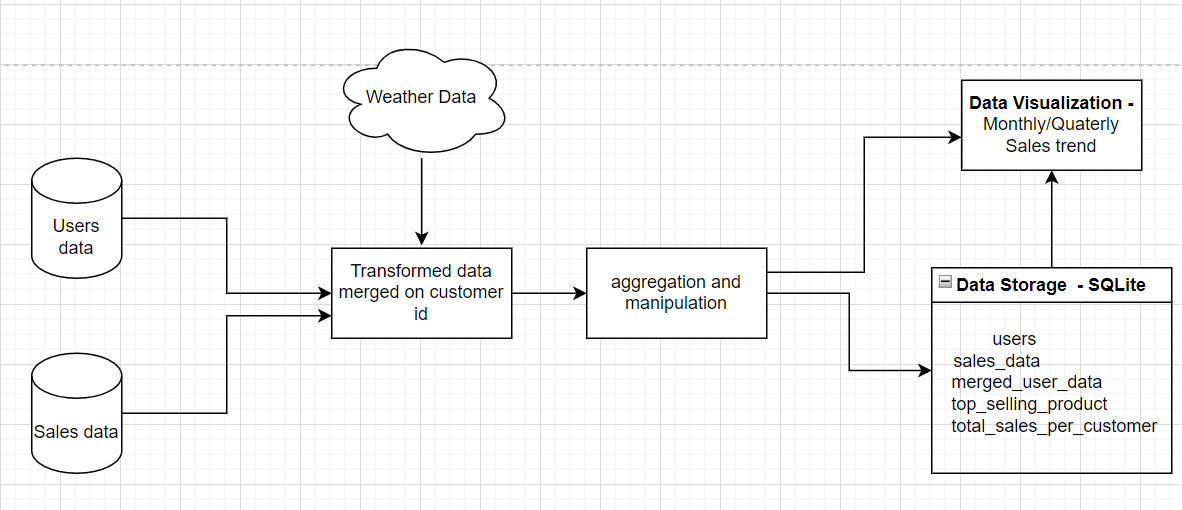 Weather Data
Users
data
Sales data
Transformed data
merged on customer
id
aggregation and
manipulation
Data Visualization -
Monthly/Quaterly
Sales trend
Data Storage - SQLite
users
sales_data
merged_user_data
top_selling_product
total_sales_per_customer